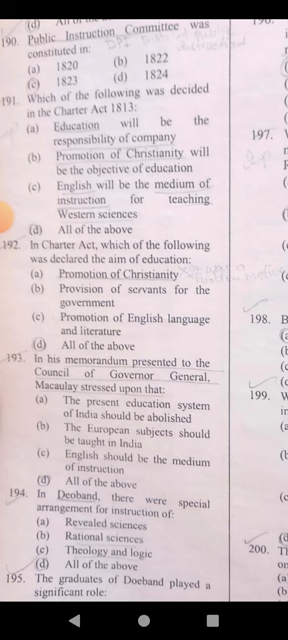 (d) All of the
190. Public Instruction Committee was
constituted in:
(a) 1820 (b) 1822
(c) 1823 (d) 1824
191. Which of the following was decided
in the Charter Act 1813:
(a) Education will be the
responsibility of company
(b) Promotion of Christianity will
be the objective of education
(c) English will be the medium of
instruction for teaching
Western sciences
(d) All of the above
192. In Charter Act, which of the following
was declared the aim of education:
(a) Promotion of Christianity
(b) Provision of servants for the
government
(c) Promotion of English language
and literature
(d) All of the above
193. In his memorandum presented to the
Council of Governor General,
Macaulay stressed upon that:
(a) The present education system
of India should be abolished
(b) The European subjects should
be taught in India
(c) English should be the medium
of instruction
(d) All of the above
194. In Deoband, there were special
arrangement for instruction of:
(a) Revealed sciences
(b) Rational sciences
(c) Theology and logic
(d) All of the above
195. The graduates of Doeband played a
significant role:
197.
198. B
199. W
in
(a
(b
(c
(d
200. Th
on
(a)
(b)